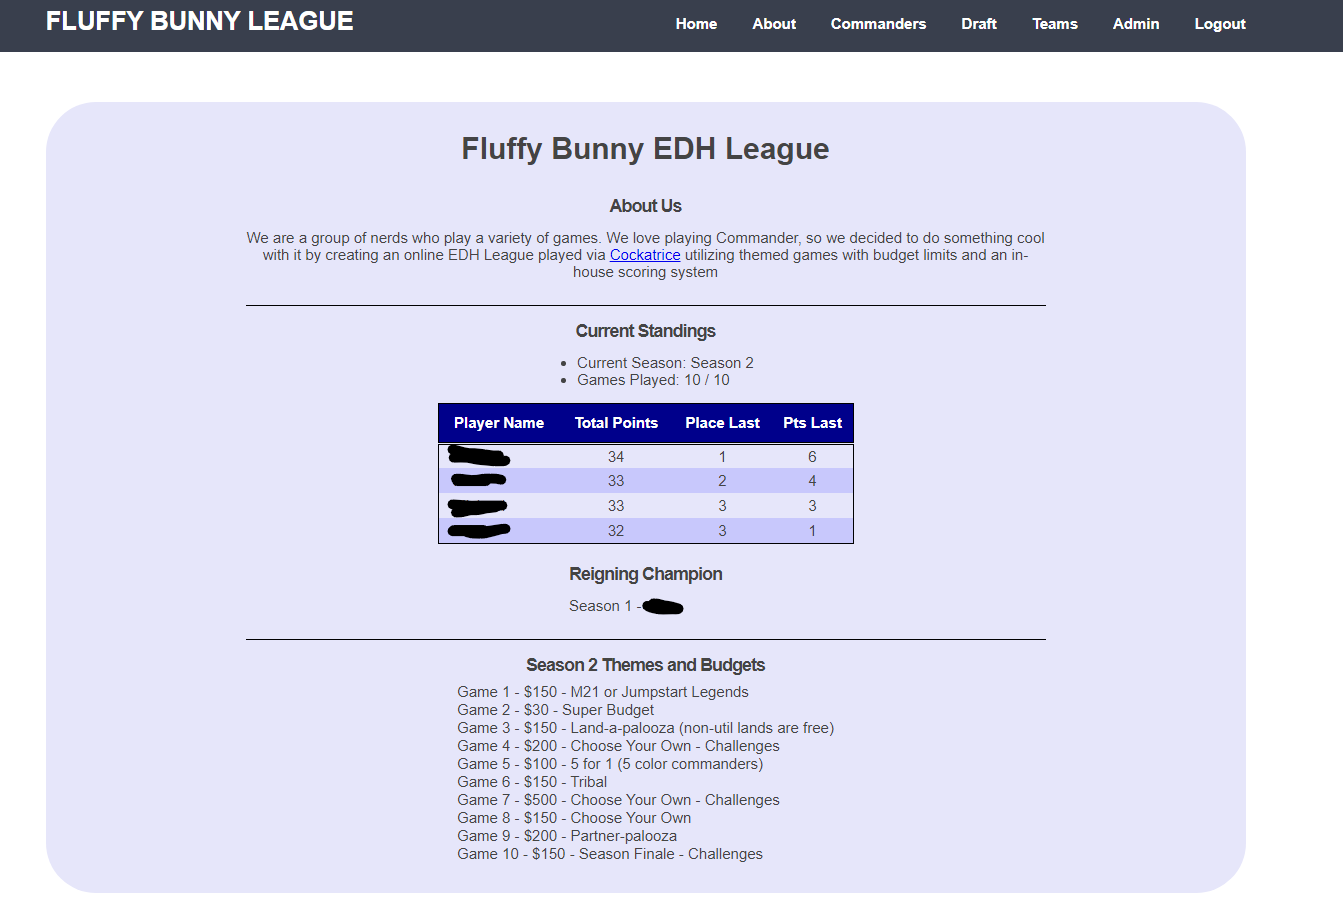 FLUFFY BUNNY LEAGUE
Home About Commanders Draft Teams Admin Logout
Fluffy Bunny EDH League
About Us
We are a group of nerds who play a variety of games. We love playing Commander, so we decided to do something cool
with it by creating an online EDH League played via Cockatrice utilizing themed games with budget limits and an in-
house scoring system
Current Standings
• Current Season: Season 2
• Games Played: 10 / 10
Player Name Total Points Place Last Pts Last
34 1 6
33 2 4
33 3 3
32 3 1
Reigning Champion
Season 1 -
Season 2 Themes and Budgets
Game 1 - $150 - M21 or Jumpstart Legends
Game 2 - $30 - Super Budget
Game 3 - $150 - Land-a-palooza (non-util lands are free)
Game 4 - $200 - Choose Your Own - Challenges
Game 5 - $100 - 5 for 1 (5 color commanders)
Game 6 - $150 - Tribal
Game 7 - $500 - Choose Your Own - Challenges
Game 8 - $150 - Choose Your Own
Game 9 - $200 - Partner-palooza
Game 10 - $150 - Season Finale - Challenges